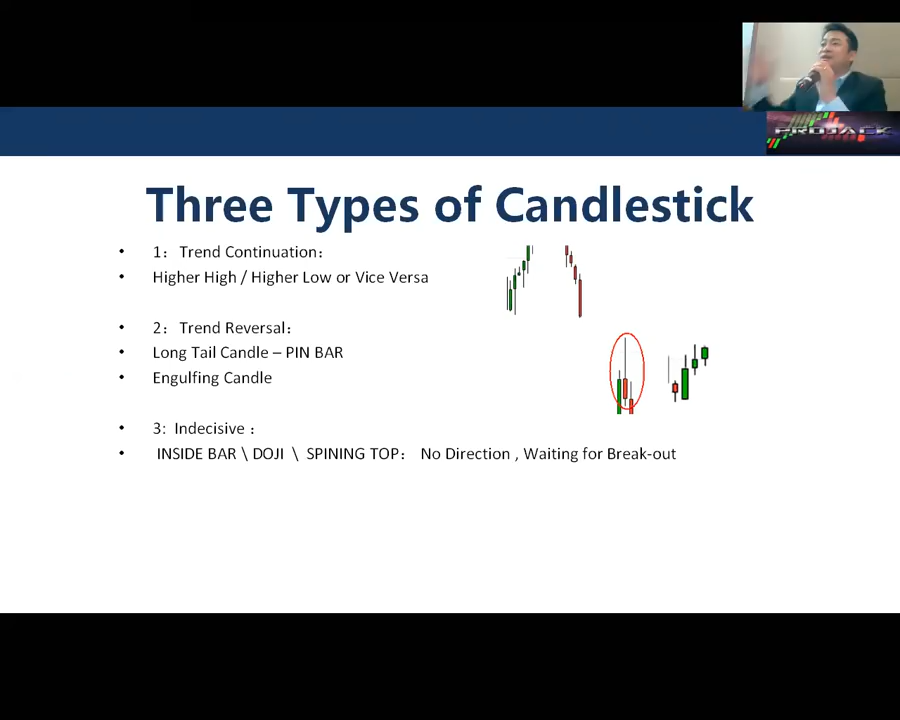 PROJACK
Three Types of Candlestick
• 1：Trend Continuation：
• Higher High / Higher Low or Vice Versa
• 2：Trend Reversal：
• Long Tail Candle – PIN BAR
• Engulfing Candle
• 3: Indecisive：
• INSIDE BAR \ DOJI \ SPINING TOP： No Direction , Waiting for Break-out